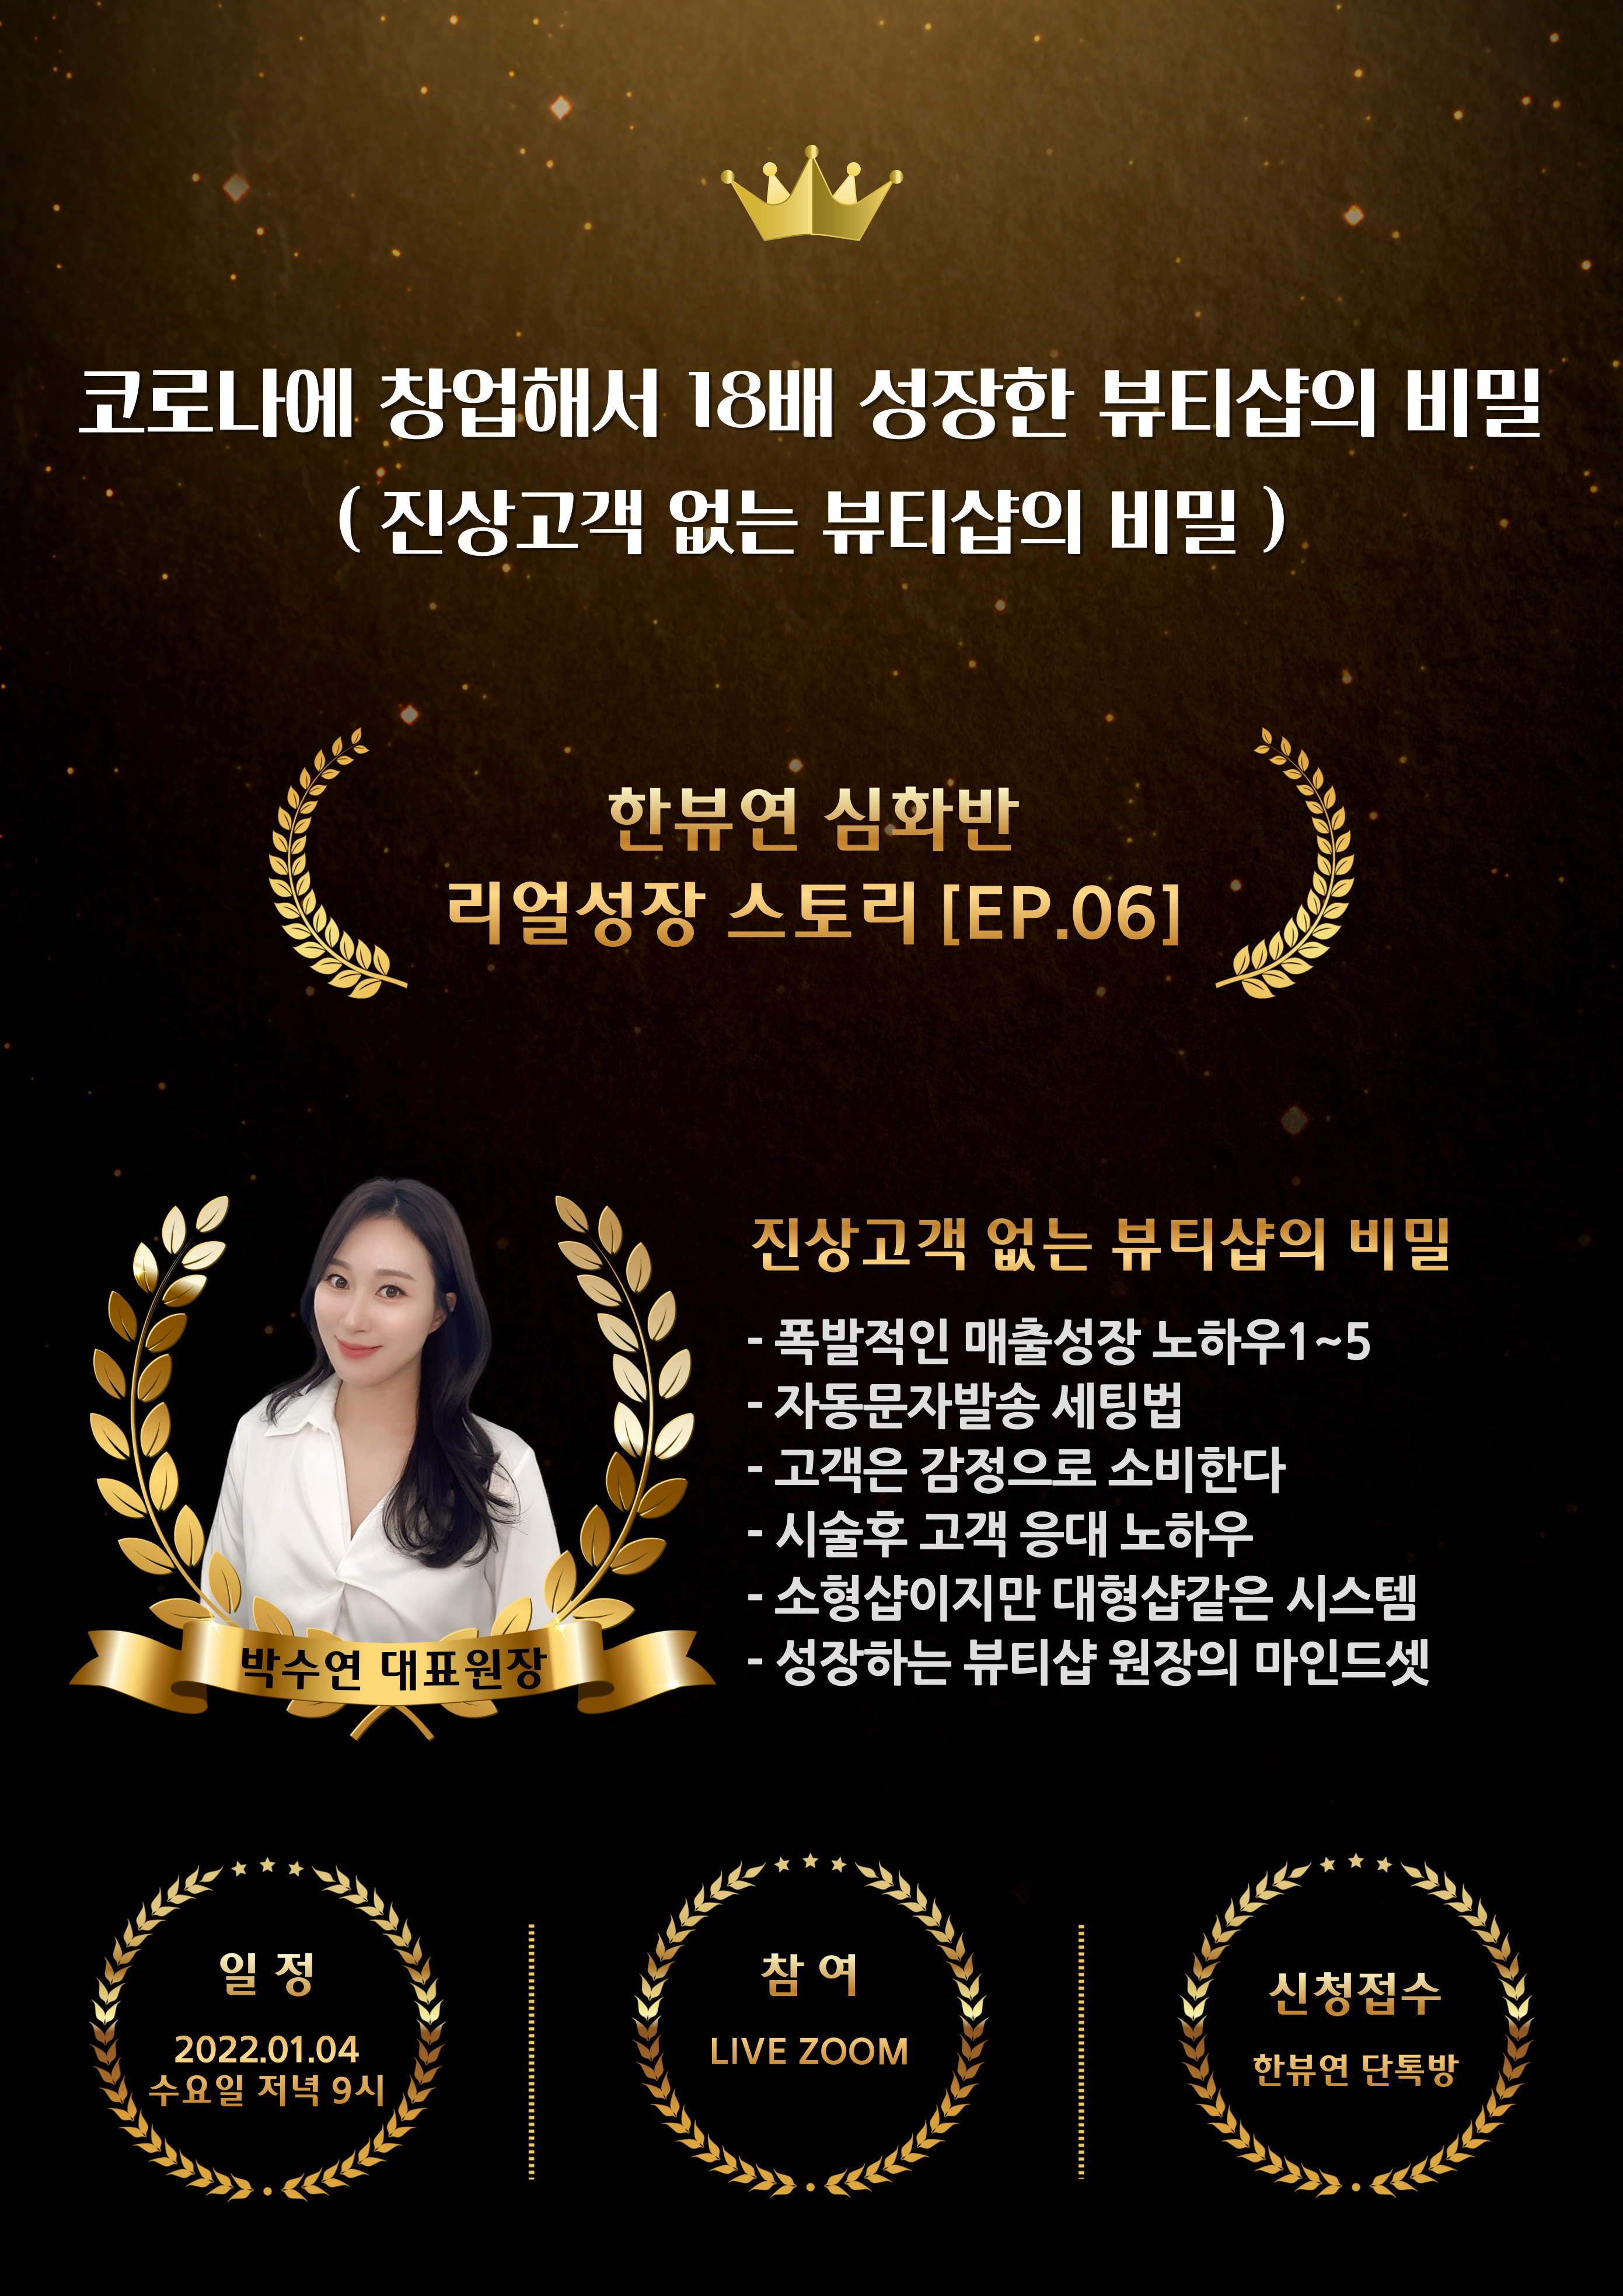 코로나에 창업해서 18배 성장한 뷰티샵의 비밀
( 진상고객 없는 뷰티샵의 비밀 )
한뷰연 심화반
리얼성장 스토리 [EP.06]
진상고객 없는 뷰티샵의 비밀
- 폭발적인 매출성장 노하우1~5
- 자동문자발송 세팅법
- 고객은 감정으로 소비한다
- 시술후 고객 응대 노하우
- 소형샵이지만 대형샵같은 시스템
- 성장하는 뷰티샵 원장의 마인드셋
박수연 대표원장
일 정
2022.01.04
수요일 저녁 9시
참 여
LIVE ZOOM
신청접수
한뷰연 단톡방